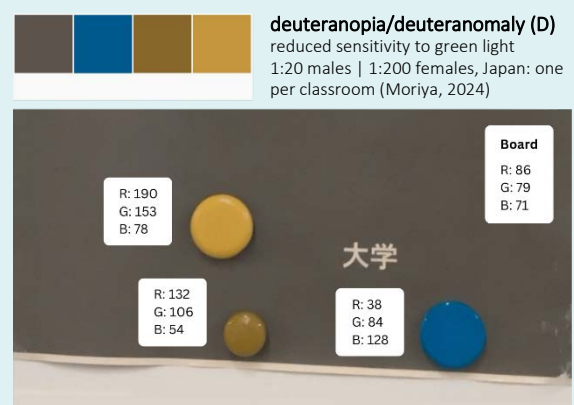 deuteranopia/deuteranomaly (D)
reduced sensitivity to green light
1:20 males | 1:200 females, Japan: one
per classroom (Moriya, 2024)
Board
R: 86
G: 79
B: 71
R: 190
G: 153
B: 78
大学
R: 132
G: 106
B: 54
R: 38
G: 84
B: 128